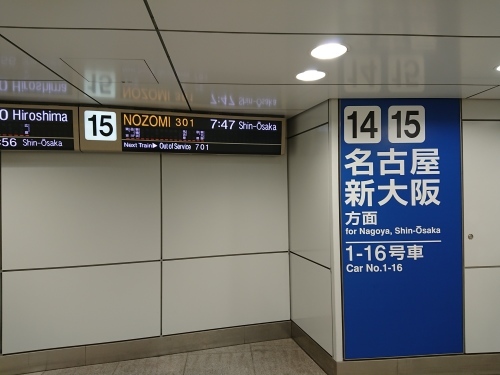 O Hiroshima
:56 Shin-Ōsaka
15
NOZOMI 301
7:47 Shin-Ōsaka
Next Train▶ Out of Service 701
14 15
名古屋
新大阪
方面
for Nagoya, Shin-Ōsaka
1-16号車
Car No.1-16